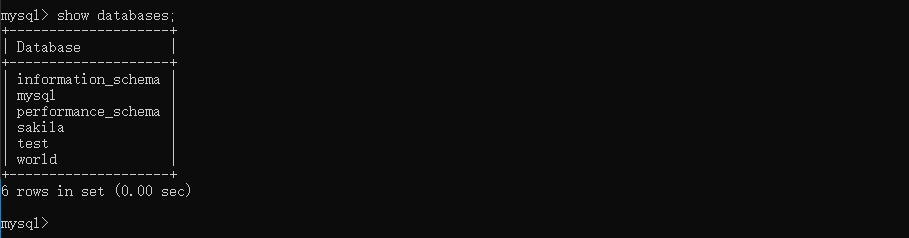 mysql> show databases;
+--------------------+
| Database           |
+--------------------+
| information_schema |
| mysql              |
| performance_schema |
| sakila             |
| test               |
| world              |
+--------------------+
6 rows in set (0.00 sec)
mysql>